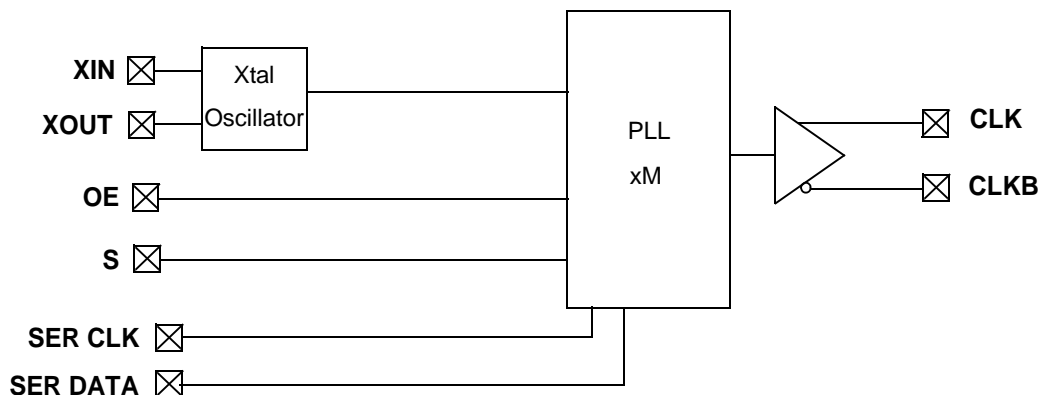 XIN
XOUT
Xtal
Oscillator
OE
S
SER CLK
SER DATA
PLL
xM
CLK
CLKB